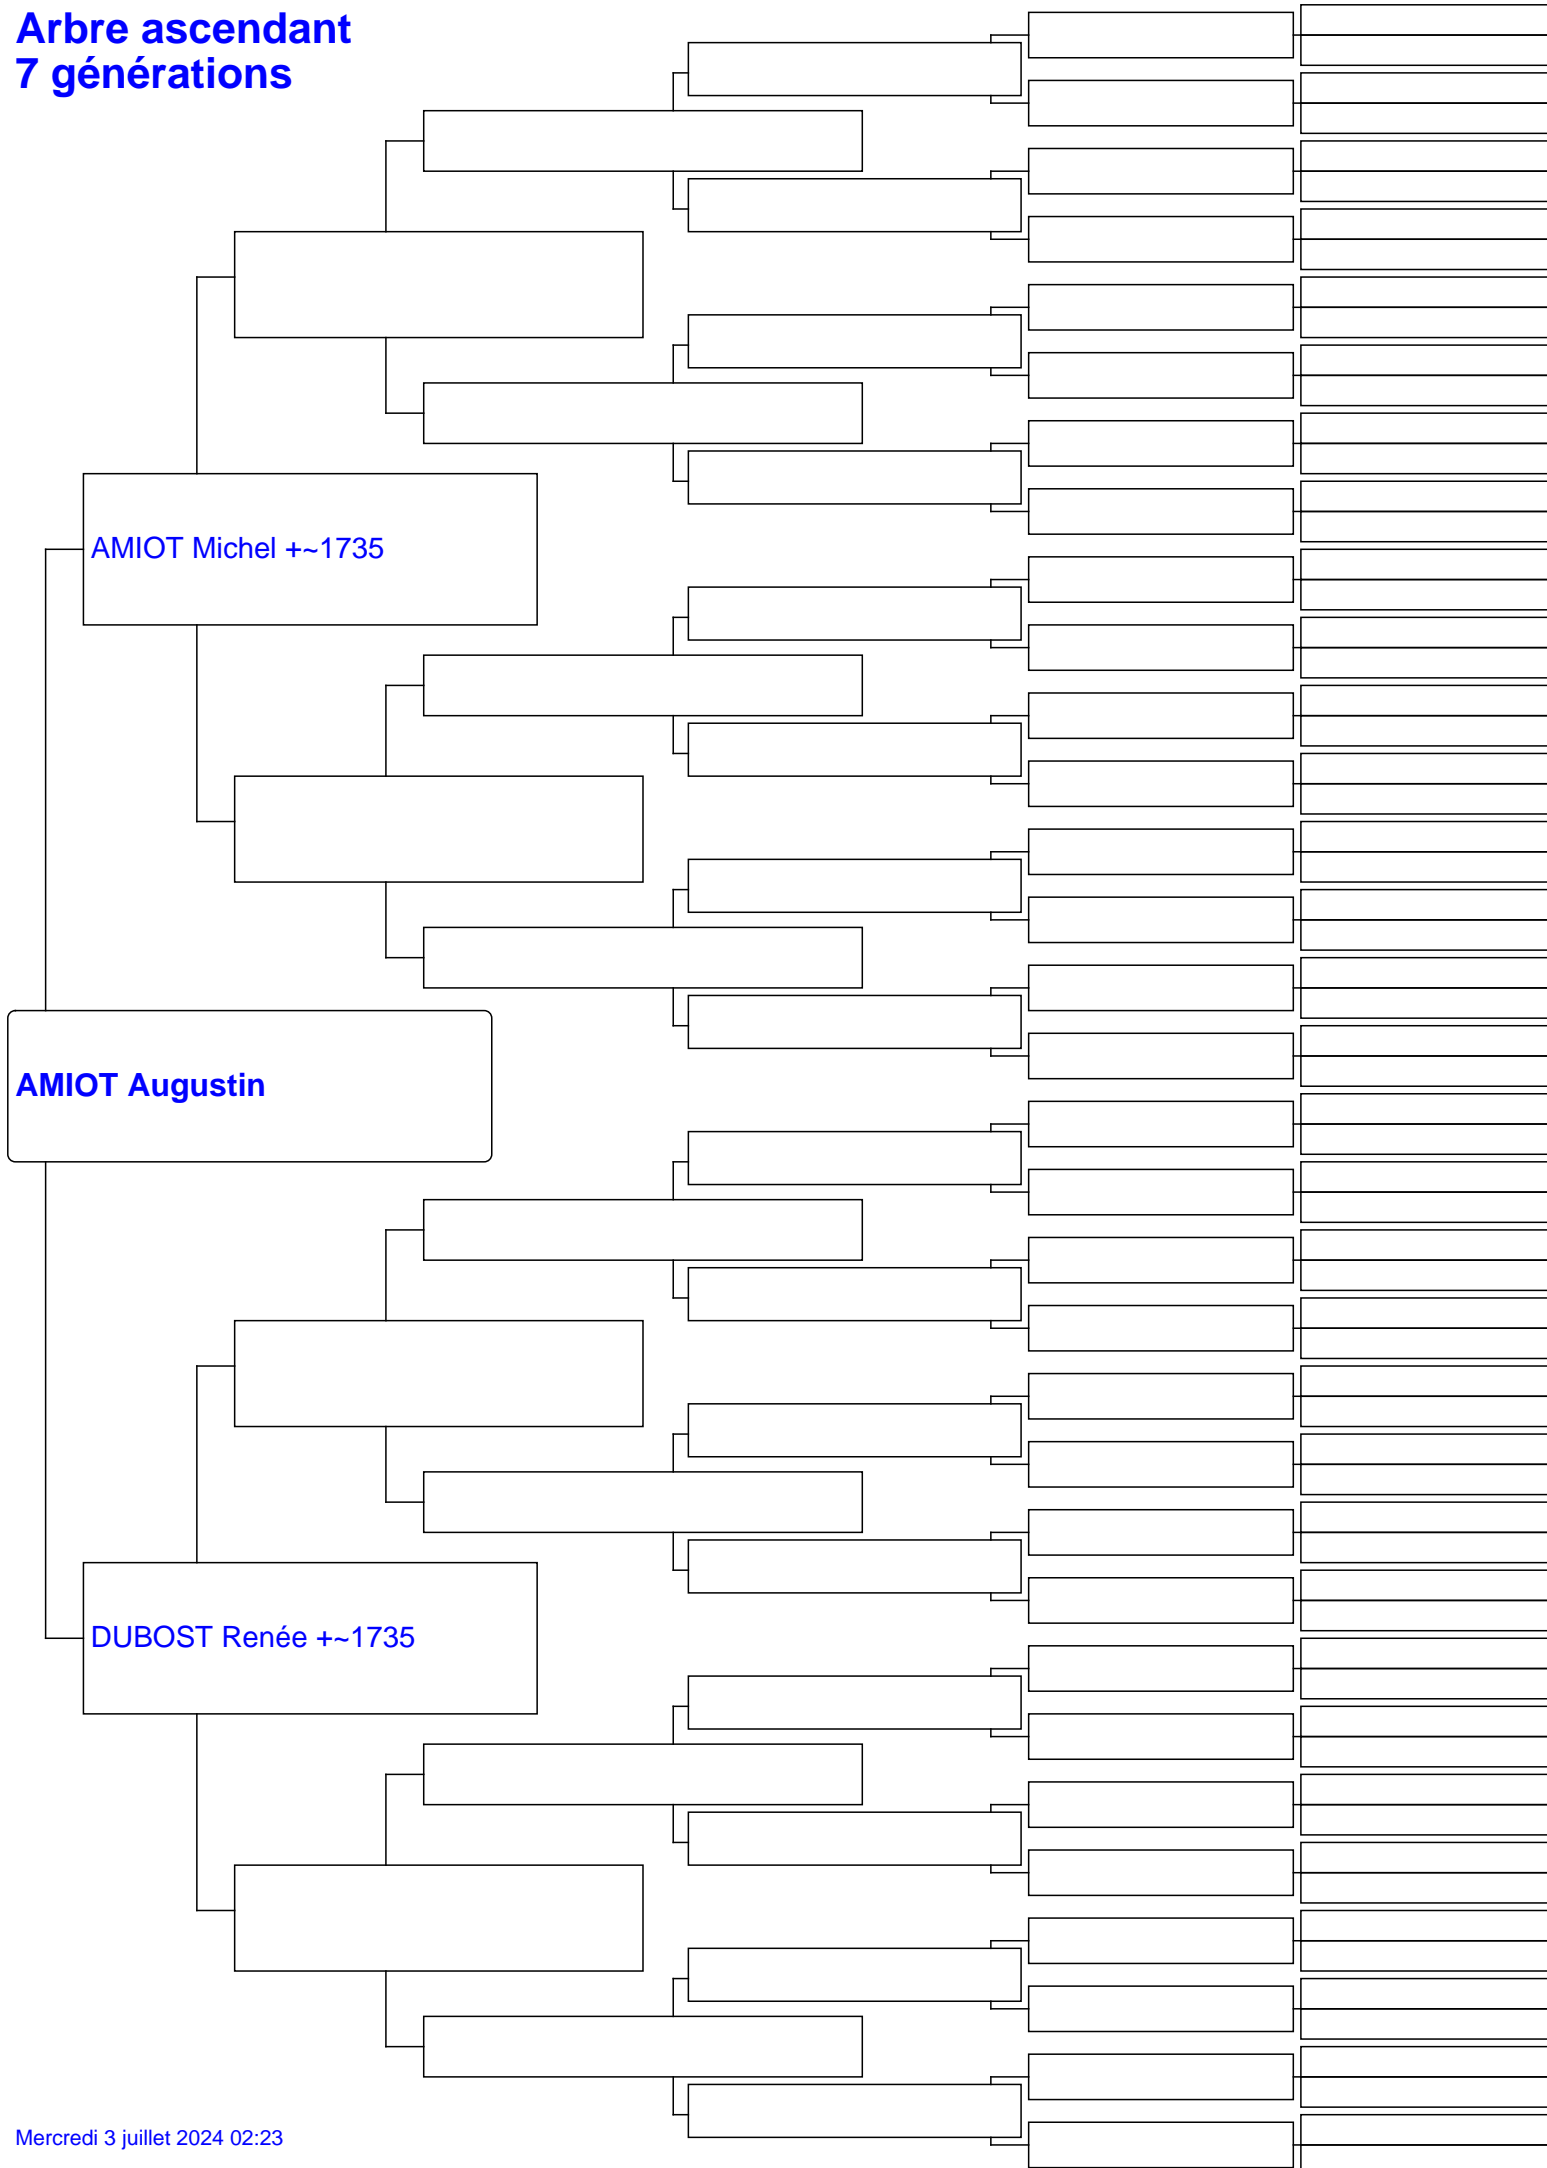 Arbre ascendant
7 générations
AMIOT Michel +~1735
AMIOT Augustin
DUBOST Renée +~1735
Mercredi 3 juillet 2024 02:23